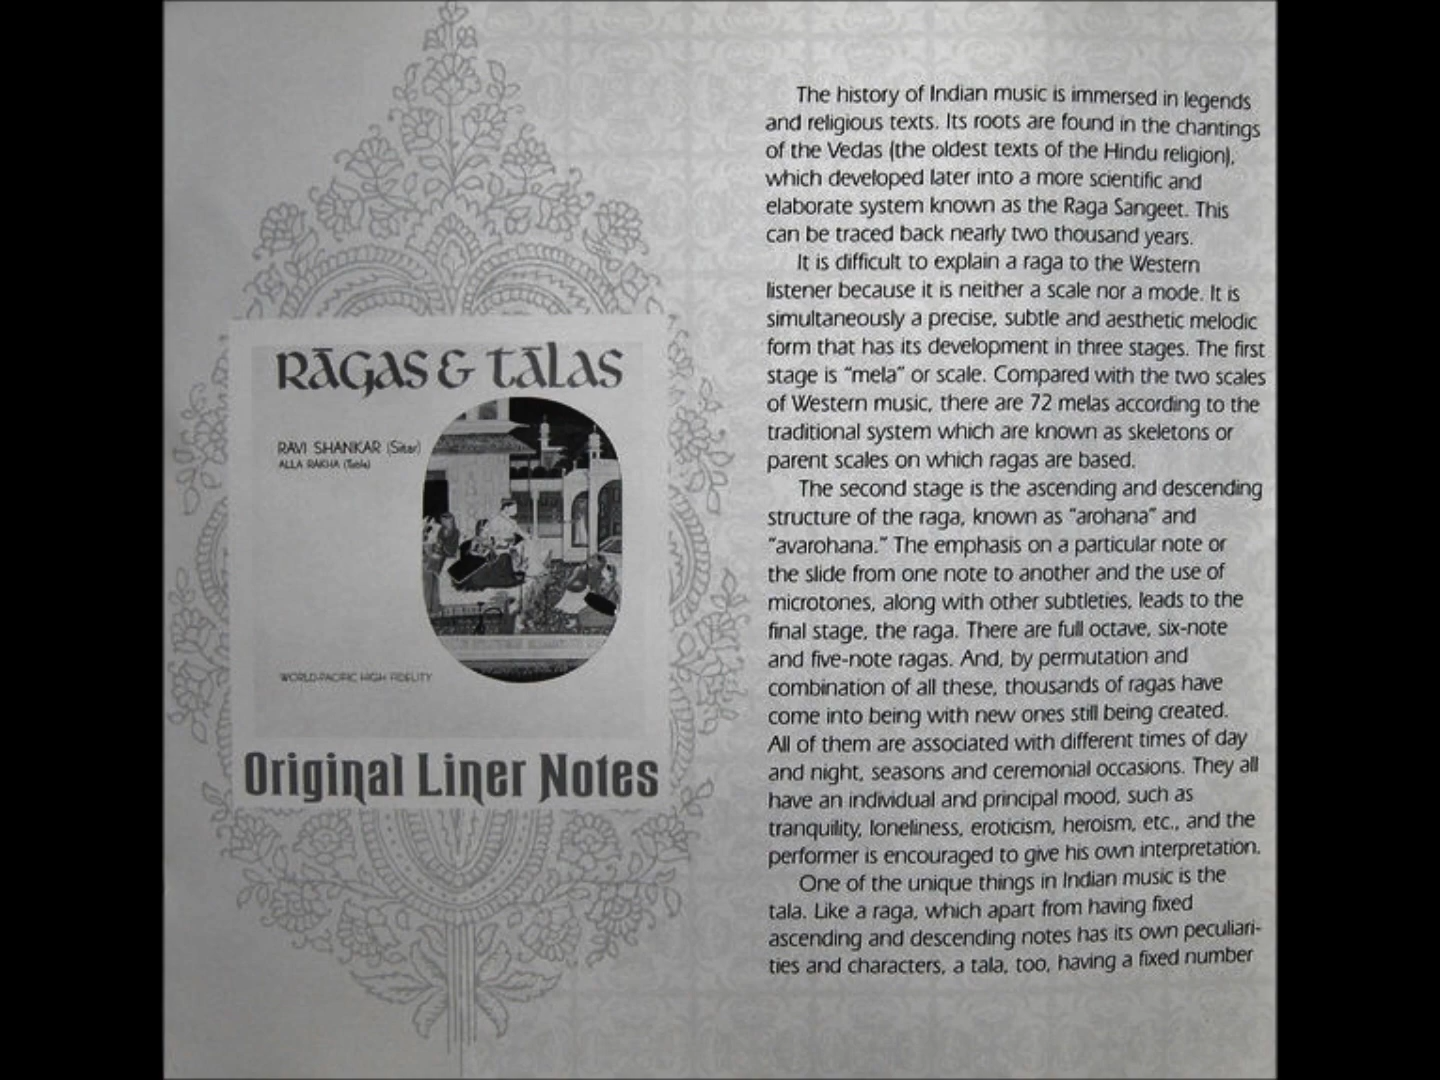 RĀGAS & TĀLAS
RAVI SHANKAR (Sitar)
ALLA RAKHA (Tabla)
WORLD-PACIFIC HIGH FIDELITY
Original Liner Notes
The history of Indian music is immersed in legends
and religious texts. Its roots are found in the chantings
of the Vedas (the oldest texts of the Hindu religion),
which developed later into a more scientific and
elaborate system known as the Raga Sangeet. This
can be traced back nearly two thousand years.
It is difficult to explain a raga to the Western
listener because it is neither a scale nor a mode. It is
simultaneously a precise, subtle and aesthetic melodic
form that has its development in three stages. The first
stage is “mela” or scale. Compared with the two scales
of Western music, there are 72 melas according to the
traditional system which are known as skeletons or
parent scales on which ragas are based.
The second stage is the ascending and descending
structure of the raga, known as “arohana” and
“avarohana.” The emphasis on a particular note or
the slide from one note to another and the use of
microtones, along with other subtleties, leads to the
final stage, the raga. There are full octave, six-note
and five-note ragas. And, by permutation and
combination of all these, thousands of ragas have
come into being with new ones still being created.
All of them are associated with different times of day
and night, seasons and ceremonial occasions. They all
have an individual and principal mood, such as
tranquility, loneliness, eroticism, heroism, etc., and the
performer is encouraged to give his own interpretation.
One of the unique things in Indian music is the
tala. Like a raga, which apart from having fixed
ascending and descending notes has its own peculiari-
ties and characters, a tala, too, having a fixed number